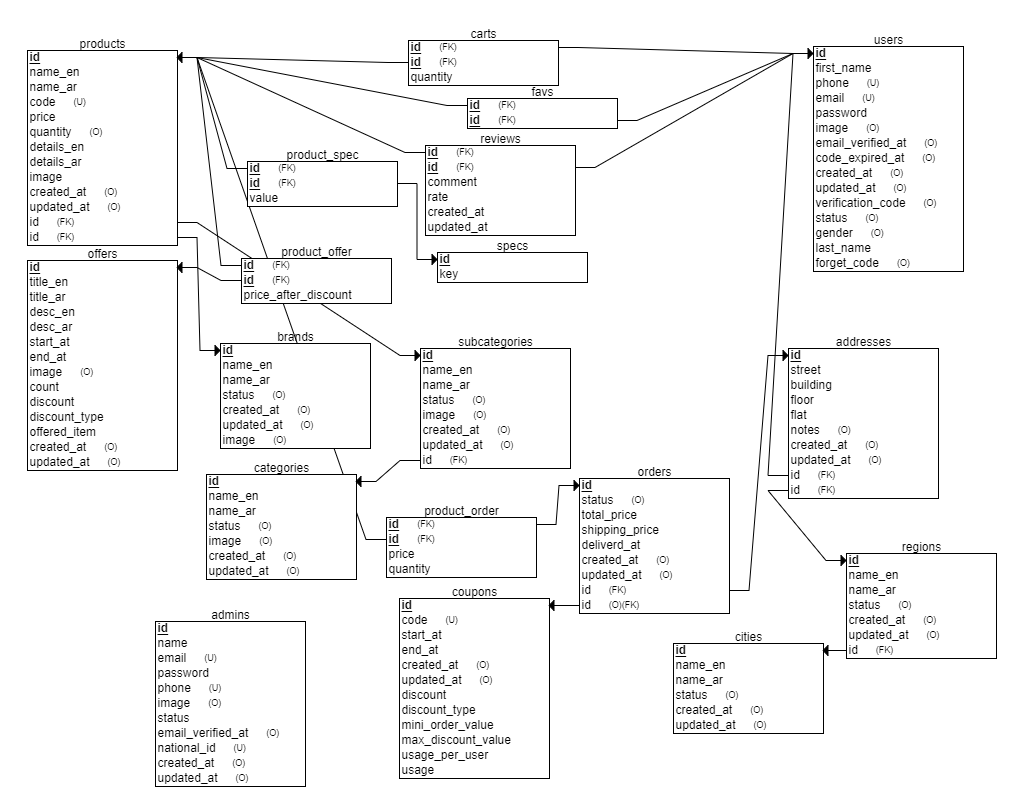 products
id
name_en
name_ar
code (U)
price
quantity (O)
details_en
details_ar
image
created_at (O)
updated_at (O)
id (FK)
id (FK)
carts
id (FK)
id (FK)
quantity
favs
id (FK)
id (FK)
users
id
first_name
phone (U)
email (U)
password
image (O)
email_verified_at (O)
code_expired_at (O)
created_at (O)
updated_at (O)
verification_code (O)
status (O)
gender (O)
last_name
forget_code (O)
reviews
id (FK)
id (FK)
comment
rate
created_at
updated_at
product_spec
id (FK)
id (FK)
value
specs
id
key
offers
id
title_en
title_ar
desc_en
desc_ar
start_at
end_at
image (O)
count
discount
discount_type
offered_item
created_at (O)
updated_at (O)
product_offer
id (FK)
id (FK)
price_after_discount
brands
id
name_en
name_ar
status (O)
created_at (O)
updated_at (O)
image (O)
subcategories
id
name_en
name_ar
status (O)
image (O)
created_at (O)
updated_at (O)
id (FK)
addresses
id
street
building
floor
flat
notes (O)
created_at (O)
updated_at (O)
id (FK)
id (FK)
categories
id
name_en
name_ar
status (O)
image (O)
created_at (O)
updated_at (O)
product_order
id (FK)
id (FK)
price
quantity
orders
id
status (O)
total_price
shipping_price
deliverd_at
created_at (O)
updated_at (O)
id (FK)
id (O)(FK)
regions
id
name_en
name_ar
status (O)
created_at (O)
updated_at (O)
id (FK)
coupons
id
code (U)
start_at
end_at
created_at (O)
updated_at (O)
discount
discount_type
mini_order_value
max_discount_value
usage_per_user
usage
cities
id
name_en
name_ar
status (O)
created_at (O)
updated_at (O)
admins
id
name
email (U)
password
phone (U)
image (O)
status
email_verified_at (O)
national_id (U)
created_at (O)
updated_at (O)